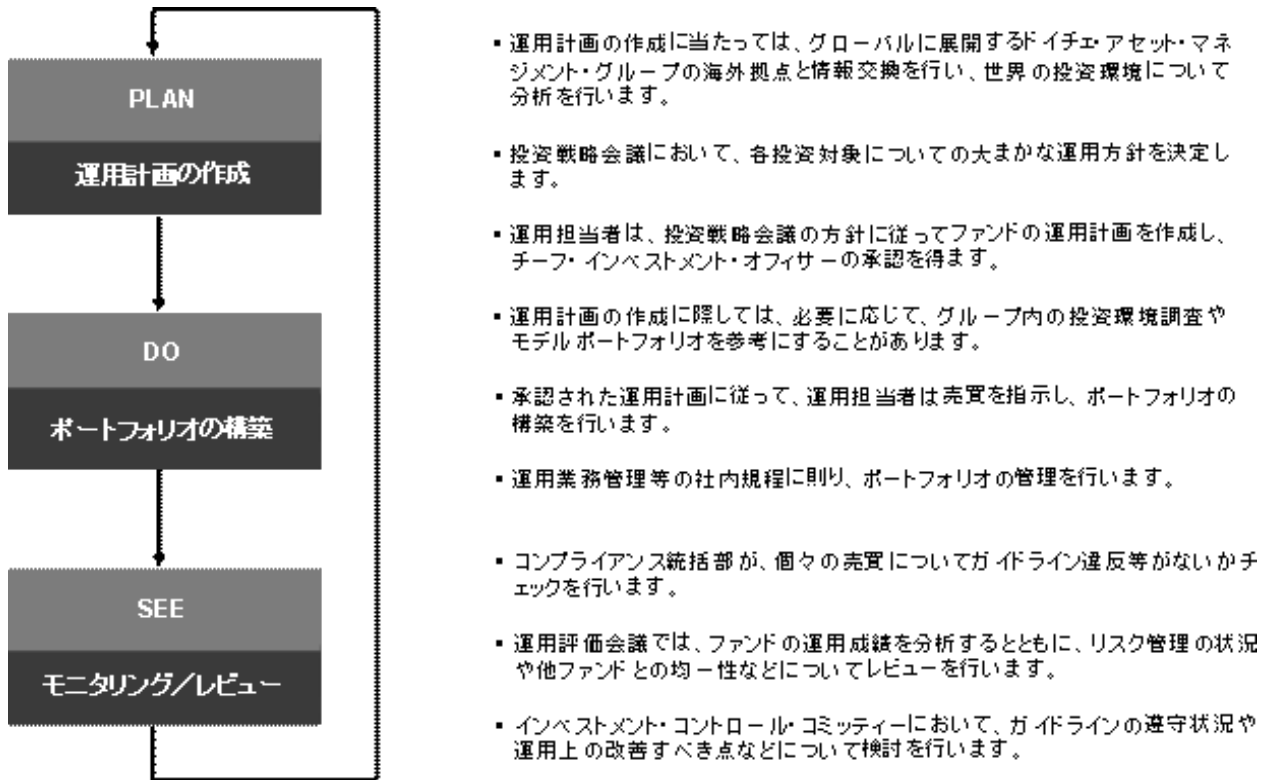 PLAN
運用計画の作成
▪ 運用計画の作成に当たっては、グローバルに展開するドイチェ・アセット・マネ
ジメント・グループの海外拠点と情報交換を行い、世界の投資環境について
分析を行います。
▪ 投資戦略会議において、各投資対象についての大まかな運用方針を決定し
ます。
▪ 運用担当者は、投資戦略会議の方針に従ってファンドの運用計画を作成し、
チーフ・インベストメント・オフィサーの承認を得ます。
▪ 運用計画の作成に際しては、必要に応じて、グループ内の投資環境調査や
モデルポートフォリオを参考にすることがあります。
DO
ポートフォリオの構築
▪ 承認された運用計画に従って、運用担当者は売買を指示し、ポートフォリオの
構築を行います。
▪ 運用業務管理等の社内規程に則り、ポートフォリオの管理を行います。
SEE
モニタリング／レビュー
▪ コンプライアンス統括部が、個々の売買についてガイドライン違反等がないかチ
ェックを行います。
▪ 運用評価会議では、ファンドの運用成績を分析するとともに、リスク管理の状況
や他ファンドとの均一性などについてレビューを行います。
▪ インベストメント・コントロール・コミッティーにおいて、ガイドラインの遵守状況や
運用上の改善すべき点などについて検討を行います。